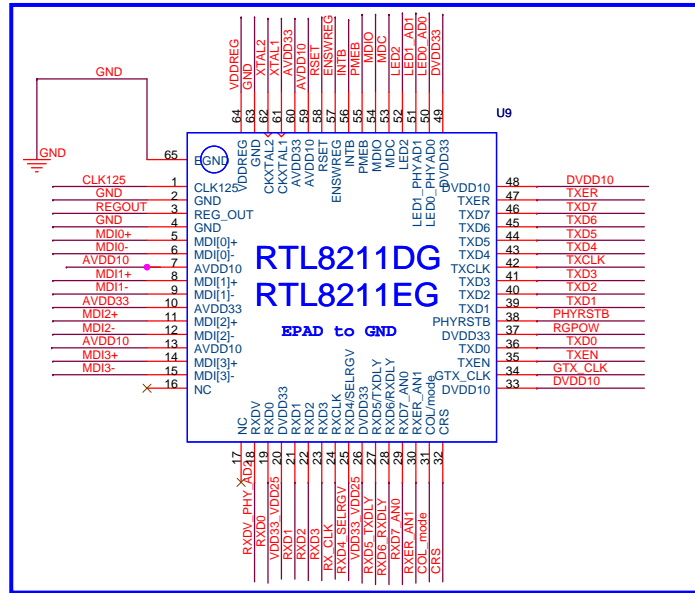 VDDREG
GND
XTAL2
XTAL1
AVDD33
AVDD10
RSET
ENSWREG
INTB
PMEB
MDIO
MDC
LED2
LED1_AD1
LED0_AD0
DVDD33
64
63
62
61
60
59
58
57
56
55
54
53
52
51
50
49
U9
GND
GND
65
EGND
VDDREG
GND
CKXTAL2
CKXTAL1
AVDD33
AVDD10
RSET
ENSWREG
INTB
PMEB
MDIO
MDC
LED2
LED1_PHYAD1
LED0_PHYAD0
DVDD33
CLK125 1 CLK125
GND 2 GND
REGOUT 3 REG_OUT
GND 4 GND
MDI0+ 5 MDI[0]+
MDI0- 6 MDI[0]-
AVDD10 7 AVDD10
MDI1+ 8 MDI[1]+
MDI1- 9 MDI[1]-
AVDD33 10 AVDD33
MDI2+ 11 MDI[2]+
MDI2- 12 MDI[2]-
AVDD10 13 AVDD10
MDI3+ 14 MDI[3]+
MDI3- 15 MDI[3]-
16 NC
RTL8211DG
RTL8211EG
EPAD to GND
DVDD10 48 DVDD10
TXER 47 TXER
TXD7 46 TXD7
TXD6 45 TXD6
TXD5 44 TXD5
TXD4 43 TXD4
TXCLK 42 TXCLK
TXD3 41 TXD3
TXD2 40 TXD2
TXD1 39 TXD1
PHYRSTB 38 PHYRSTB
DVDD33 37 RGPOW
TXD0 36 TXD0
TXEN 35 TXEN
GTX_CLK 34 GTX_CLK
DVDD10 33 DVDD10
NC
RXDV
RXD0
DVDD33
RXD1
RXD2
RXD3
RXCLK
RXD4/SELRGV
DVDD33
RXD5/TXDLY
RXD6/RXDLY
RXD7_AN0
RXER_AN1
COL/mode
CRS
17
18
19
20
21
22
23
24
25
26
27
28
29
30
31
32
RXDV_PHY_AD2
RXD0
VDD33_VDD25
RXD1
RXD2
RXD3
RX_CLK
RXD4_SELRGV
VDD33_VDD25
RXD5_TXDLY
RXD6_RXDLY
RXD7_AN0
RXER_AN1
COL_mode
CRS